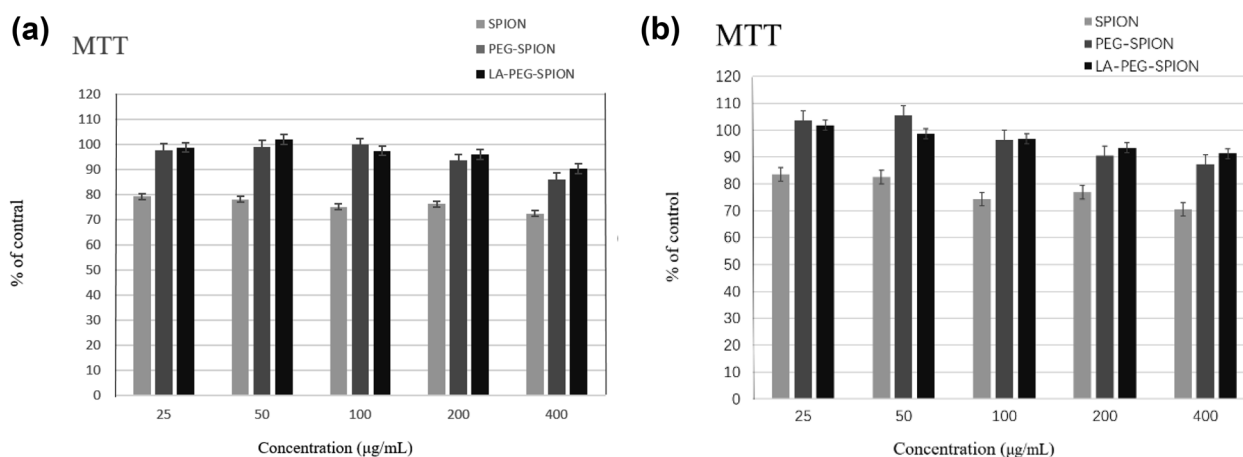 (a)
MTT
SPION
PEG-SPION
LA-PEG-SPION
120
110
100
90
80
70
60
50
40
30
20
10
0
% of contral
25 50 100 200 400
Concentration (μg/mL)
(b)
MTT
SPION
PEG-SPION
LA-PEG-SPION
120
110
100
90
80
70
60
50
40
30
20
10
0
% of control
25 50 100 200 400
Concentration (μg/mL)